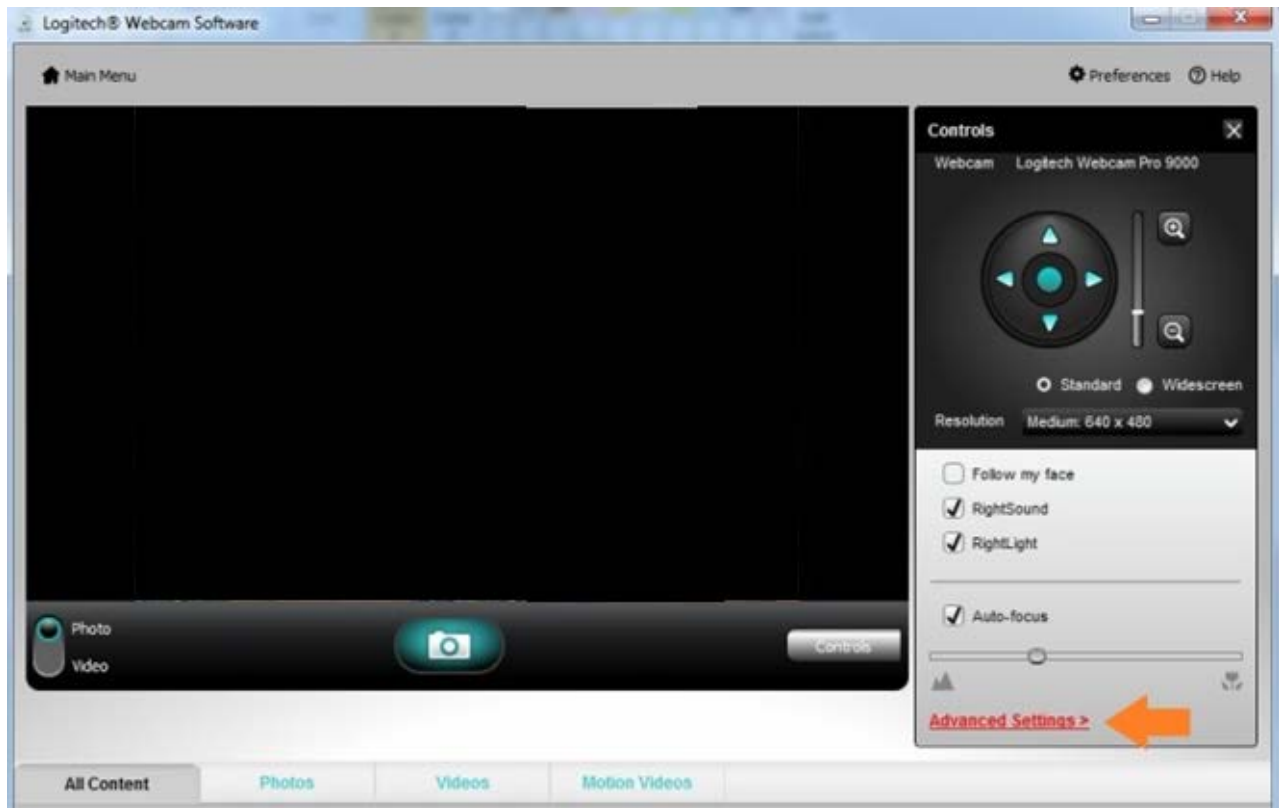 Logitech® Webcam Software
Main Menu
Preferences
Help
Controls
Webcam Logitech Webcam Pro 9000
Standard Widescreen
Resolution Medium: 640 x 480
Follow my face
RightSound
RightLight
Auto-focus
Advanced Settings >
Photo
Video
Controls
All Content Photos Videos Motion Videos